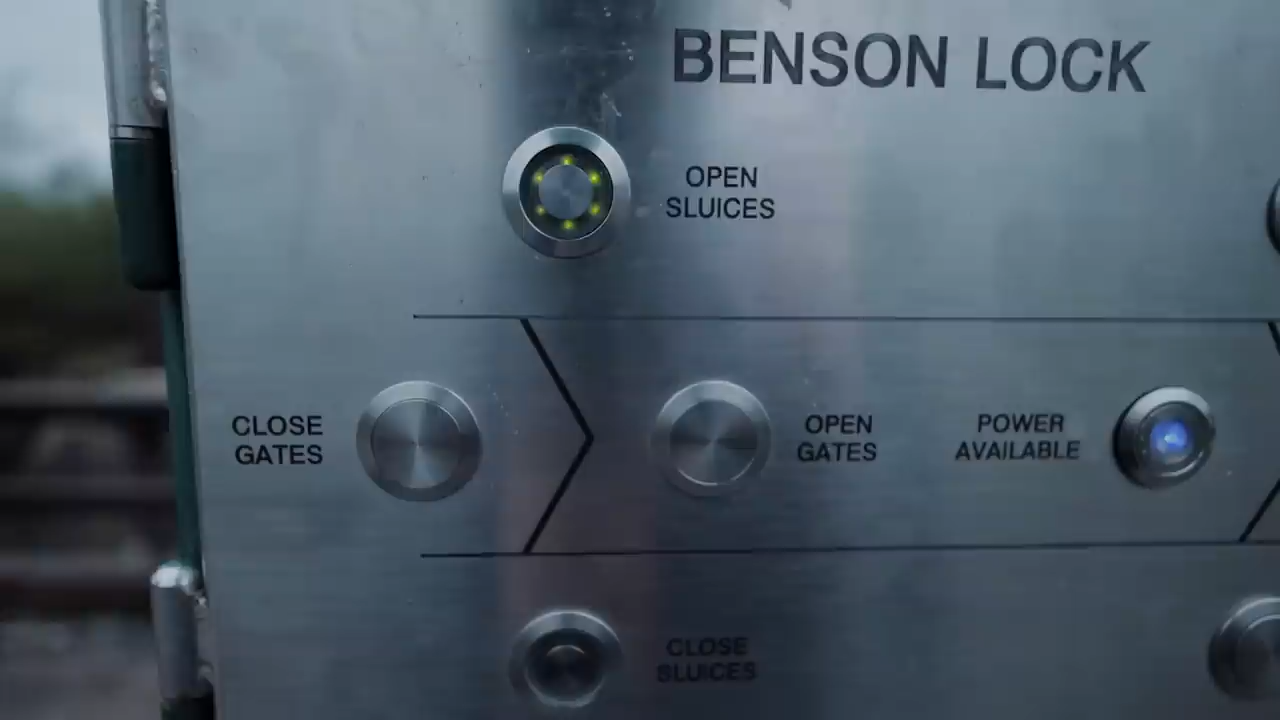 BENSON LOCK
OPEN
SLUICES
CLOSE
GATES
OPEN
GATES
POWER
AVAILABLE
CLOSE
SLUICES